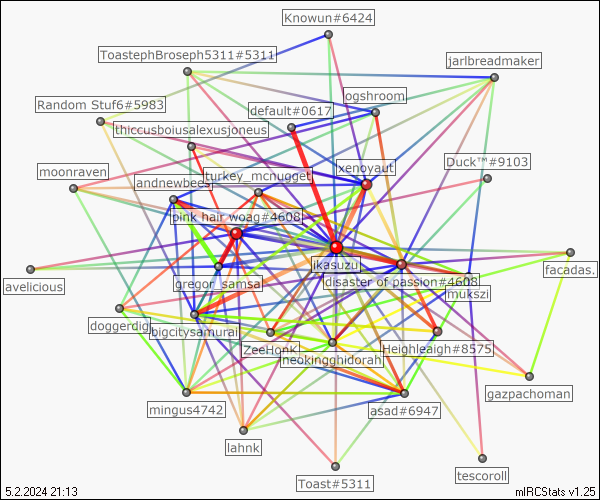 Knowun#6424
ToastephBroseph5311#5311
jarlbreadmaker
ogshroom
Random Stuf6#5983
default#0617
thiccusboiusalexusjoneus
Duck™#9103
xenoyaut
moonraven
turkey_mcnugget
andnewbees
pink hair woag#4608
ikasuzu
facadas.
disaster of passion#4608
avelicious
gregor_samsa
mukszi
doggerdigi
bigcitysamurai
ZeeHonk
Heighleaigh#8575
neokingghidorah
gazpachoman
mingus4742
asad#6947
lahnk
tescoroll
Toast#5311
5.2.2024 21:13
mIRCStats v1.25